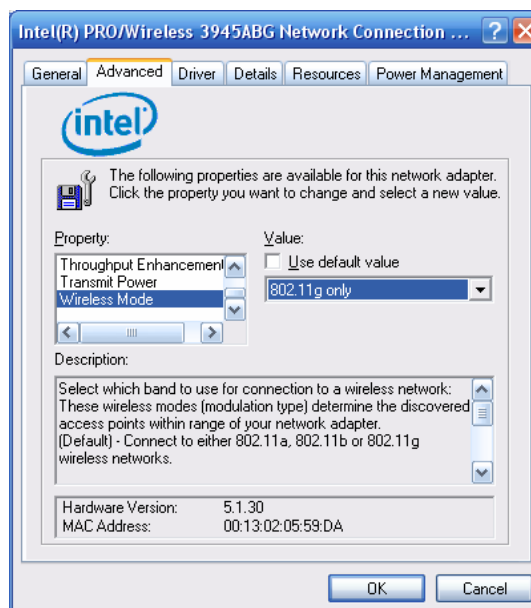 Intel(R) PRO/Wireless 3945ABG Network Connection ...
General Advanced Driver Details Resources Power Management
intel
The following properties are available for this network adapter.
Click the property you want to change and select a new value.
Property:
Value:
Throughput Enhancement
Transmit Power
Wireless Mode
Use default value
802.11g only
Description:
Select which band to use for connection to a wireless network:
These wireless modes (modulation type) determine the discovered
access points within range of your network adapter.
(Default) - Connect to either 802.11a, 802.11b or 802.11g
wireless networks.
Hardware Version: 5.1.30
MAC Address: 00:13:02:05:59:DA
OK Cancel